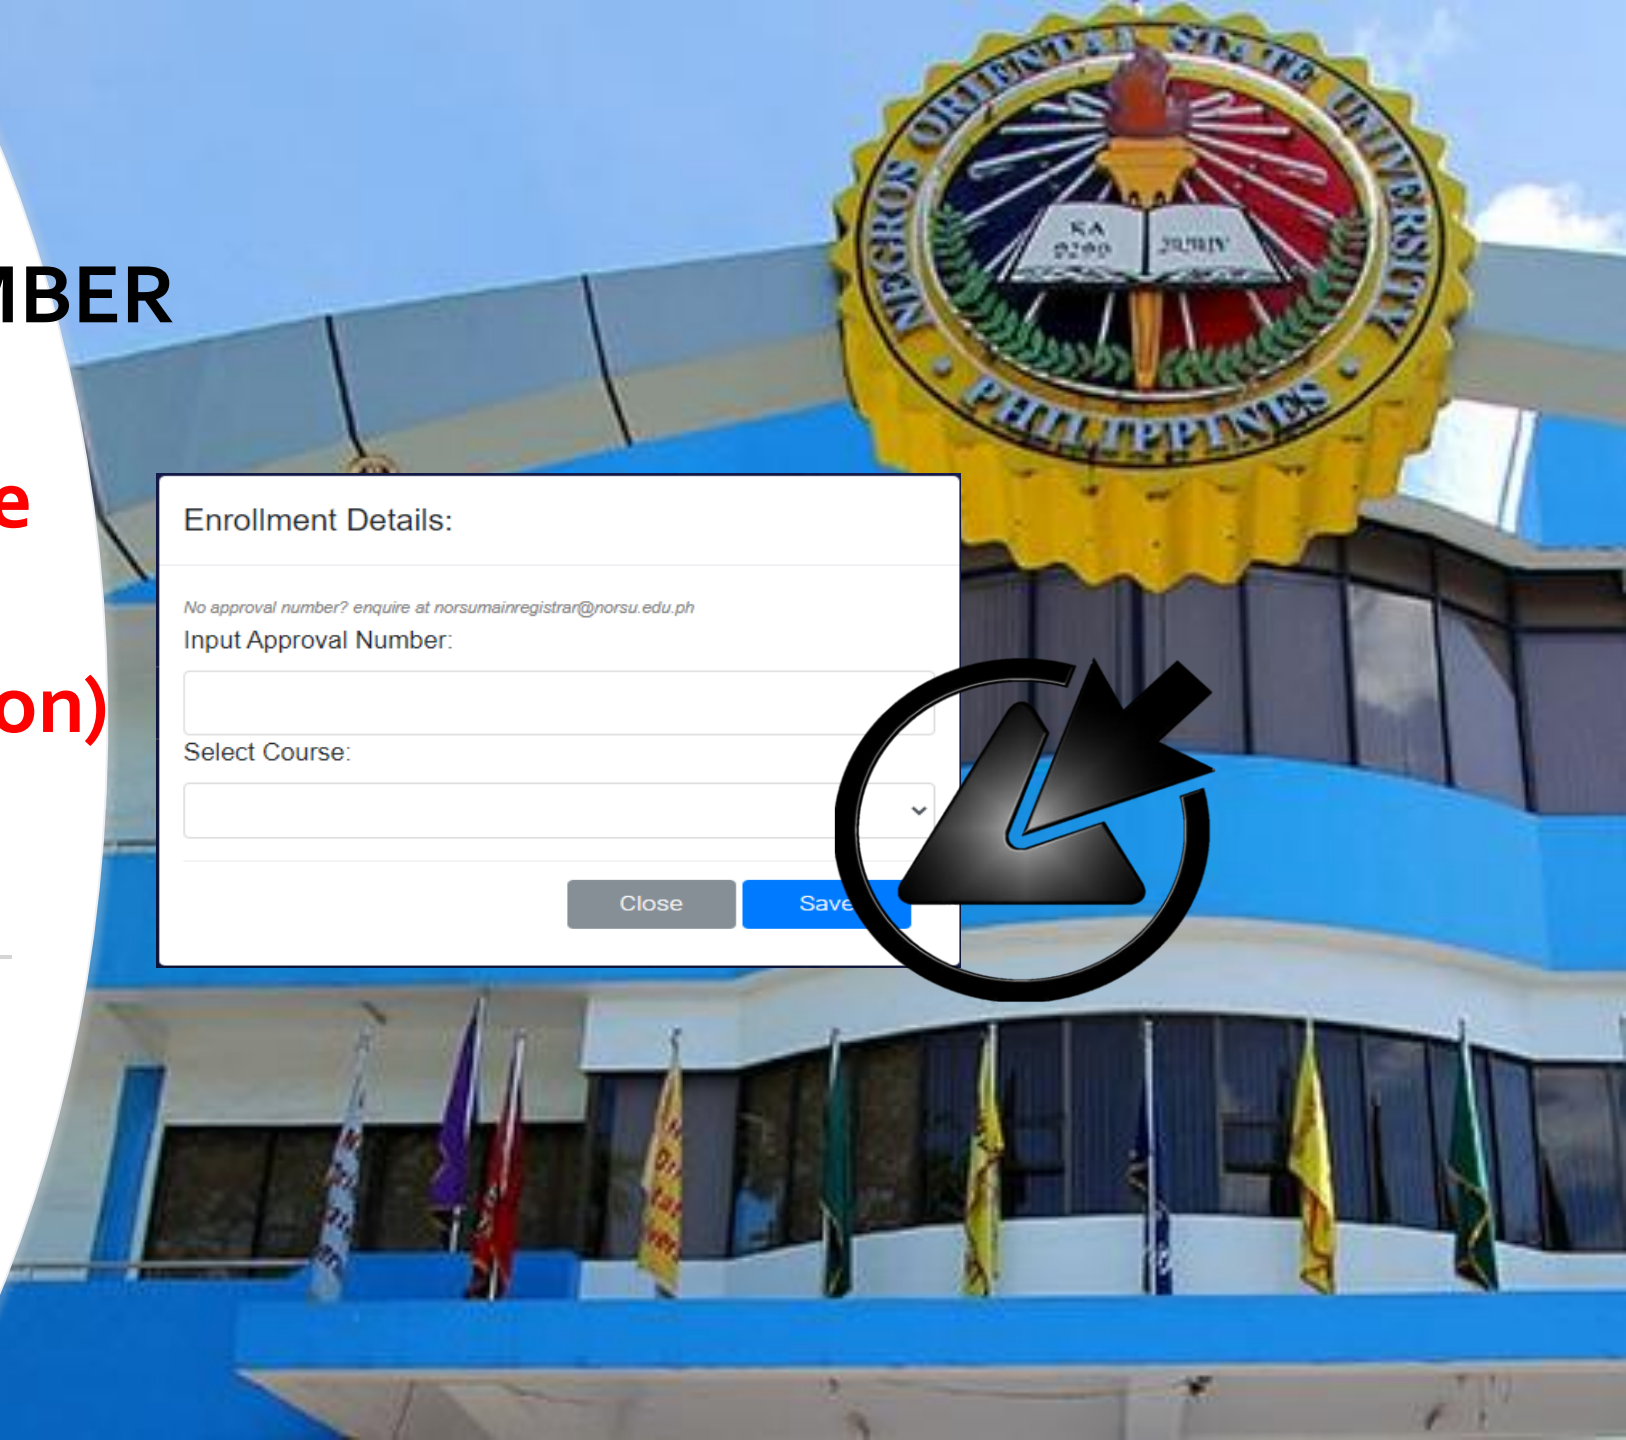 NEGROS ORIENTAL STATE UNIVERSITY
PHILIPPINES
MBER
e
on)
Enrollment Details:
No approval number? enquire at norsumainregistrar@norsu.edu.ph
Input Approval Number:
Select Course:
Close
Save